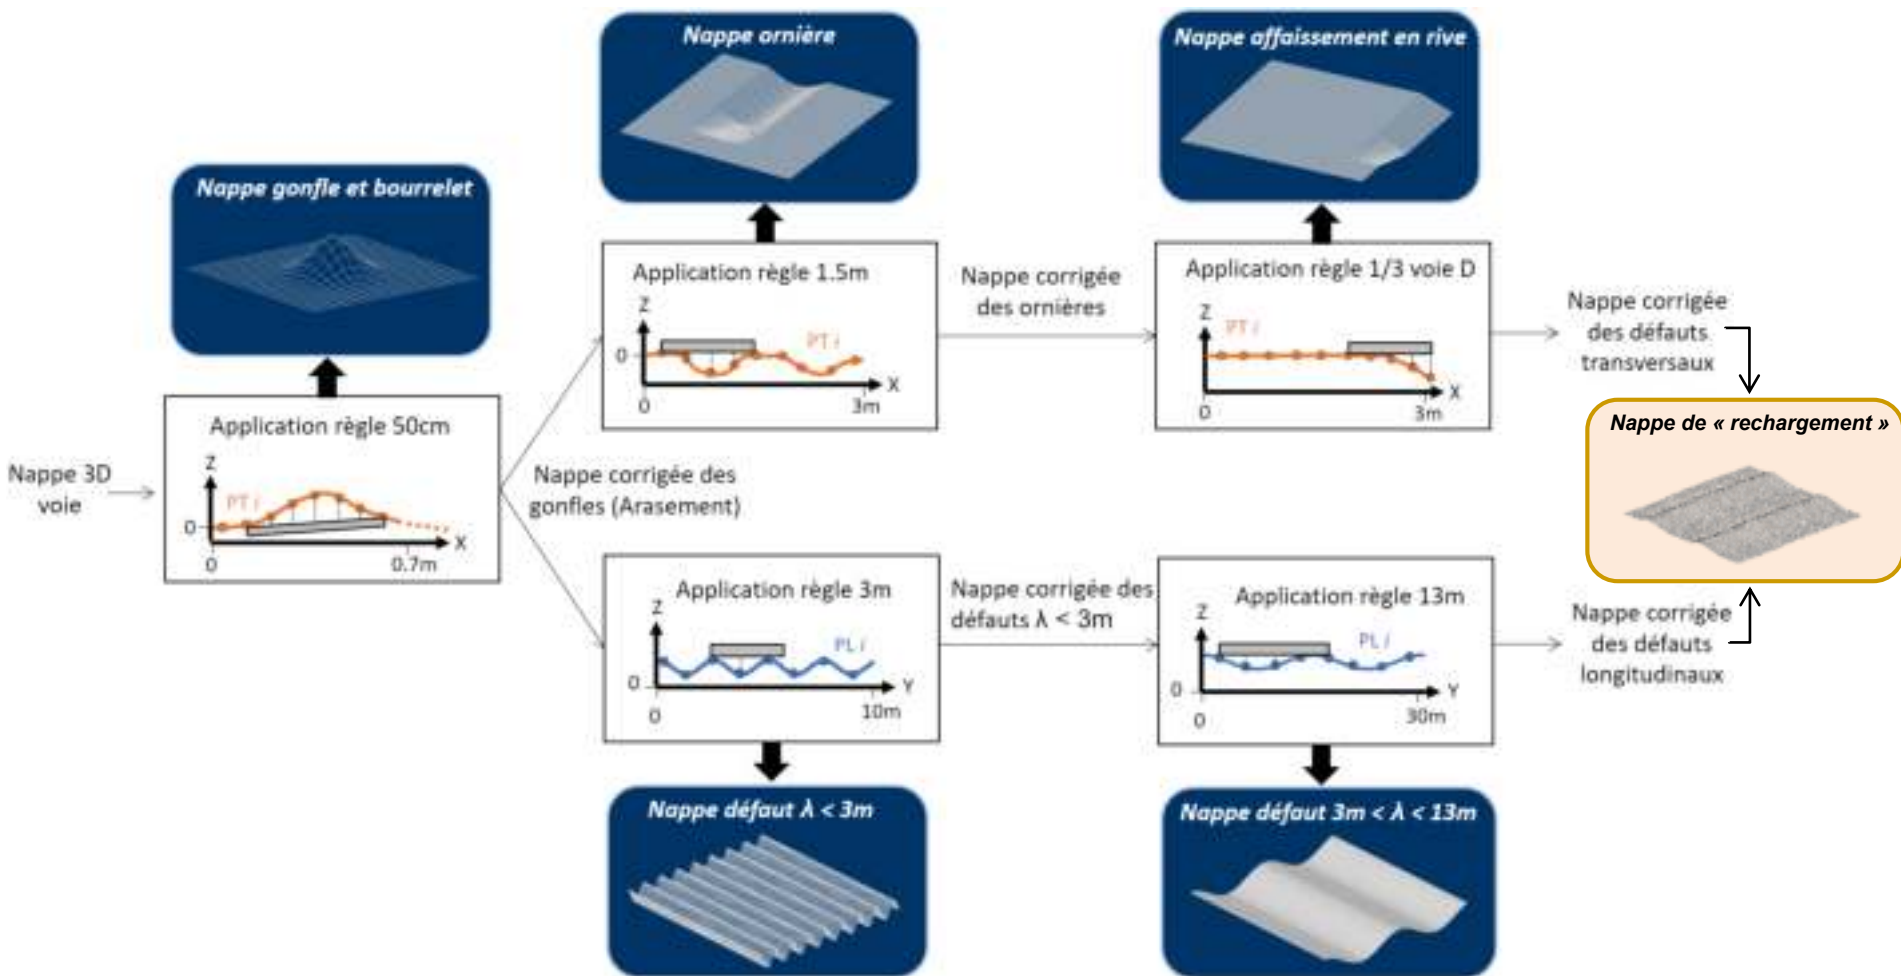 Nappe ornière
Nappe affaissement en rive
Nappe gonfle et bourrelet
Application règle 1.5m
Z
PT i
0
X
0
3m
Nappe corrigée
des ornières
Application règle 1/3 voie D
Z
PT i
X
0
3m
Nappe corrigée
des défauts
transversaux
Nappe 3D
voie
Application règle 50cm
Z
PT i
0
X
0
0.7m
Nappe corrigée des
gonfles (Arasement)
Nappe de « rechargement »
Application règle 3m
Z
PL i
0
Y
0
10m
Nappe corrigée des
défauts λ < 3m
Application règle 13m
Z
PL i
0
Y
0
30m
Nappe corrigée
des défauts
longitudinaux
Nappe défaut λ < 3m
Nappe défaut 3m < λ < 13m